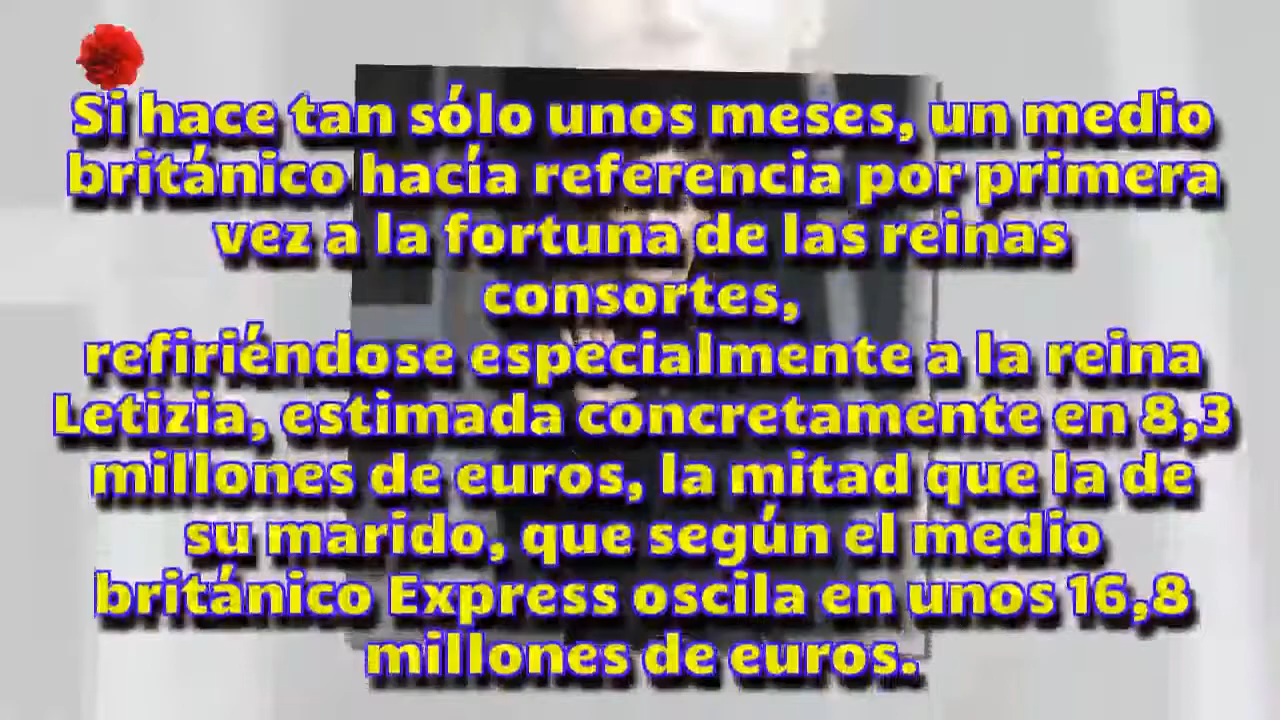 Si hace tan sólo unos meses, un medio
británico hacía referencia por primera
vez a la fortuna de las reinas
consortes,
refiriéndose especialmente a la reina
Letizia, estimada concretamente en 8,3
millones de euros, la mitad que la de
su marido, que según el medio
británico Express oscila en unos 16,8
millones de euros.